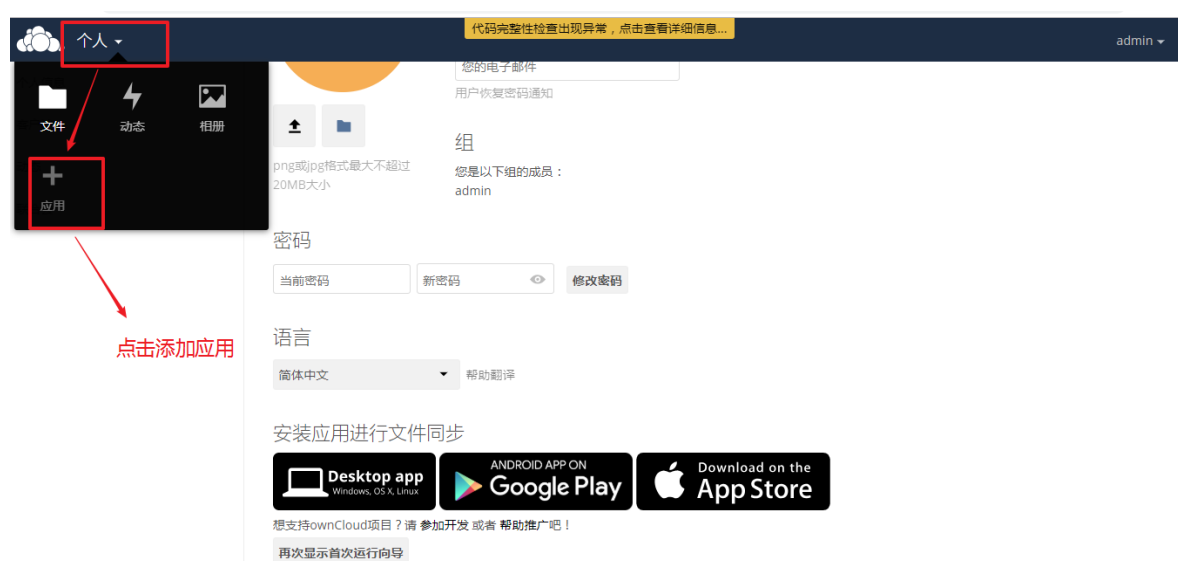 个人
代码完整性检查出现异常，点击查看详细信息...
admin
文件
动态
相册
应用
点击添加应用
您的电子邮件
用户恢复密码通知
png或jpg格式最大不超过
20MB大小
组
您是以下组的成员：
admin
密码
当前密码
新密码
修改密码
语言
简体中文
帮助翻译
安装应用进行文件同步
Desktop app
Windows, OS X, Linux
ANDROID APP ON
Google Play
Download on the
App Store
想支持ownCloud项目？请 参加开发 或者 帮助推广吧！
再次显示首次运行向导